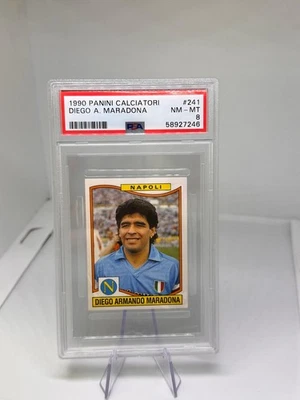 1990 PANINI CALCIATORI #241
DIEGO A. MARADONA NM - MT
PSA 8
58927246
NAPOLI
N
DIEGO ARMANDO MARADONA